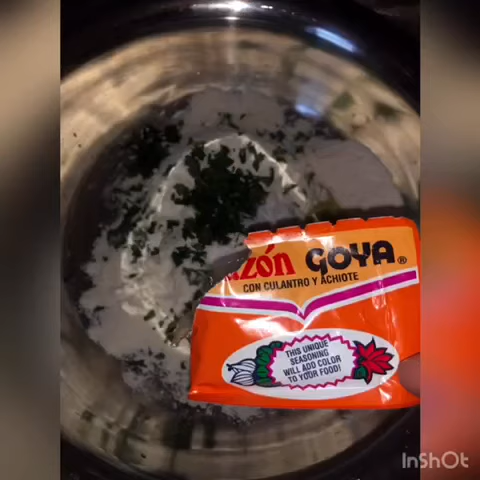 azón GOYA®
CON CULANTRO Y ACHIOTE
THIS UNIQUE
SEASONING
WILL ADD COLOR
TO YOUR FOOD!
InShOt